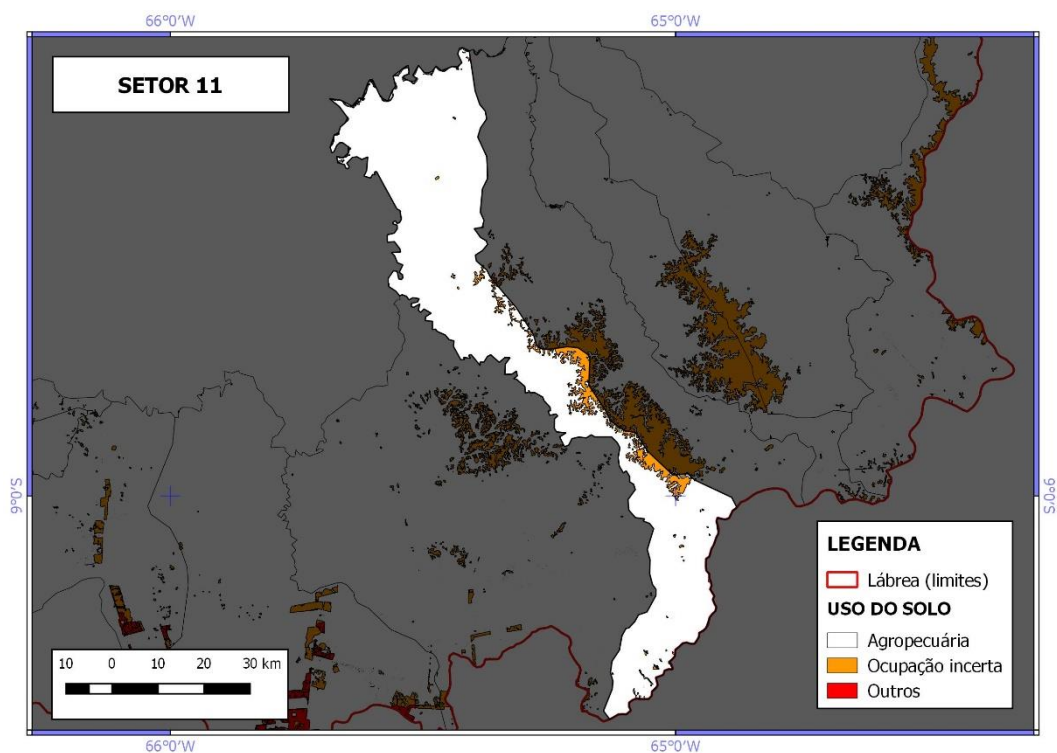 66°0'W 65°0'W
SETOR 11
9°0'S 9°0'S
LEGENDA
Lábrea (limites)
USO DO SOLO
Agropecuária
Ocupação incerta
Outros
10 0 10 20 30 km
66°0'W 65°0'W